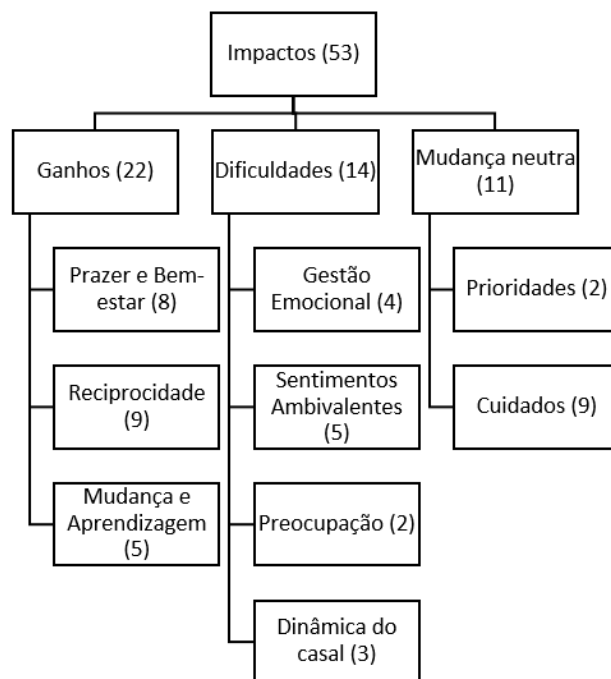 Impactos (53)
Ganhos (22)
Dificuldades (14)
Mudança neutra
(11)
Prazer e Bem-
estar (8)
Reciprocidade
(9)
Mudança e
Aprendizagem
(5)
Gestão
Emocional (4)
Sentimentos
Ambivalentes
(5)
Preocupação (2)
Dinâmica do
casal (3)
Prioridades (2)
Cuidados (9)